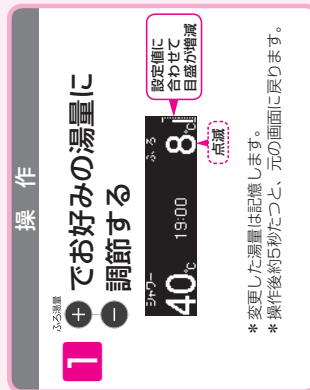 操作
1
ふろ湯量
+ でお好みの湯量に
- 調節する
シャワー
40℃
19:00
ふろ
8℃
設定値に
合わせて
目盛が増減
点滅
*変更した湯量は記憶します。
*操作後約5秒たつと、元の画面に戻ります。